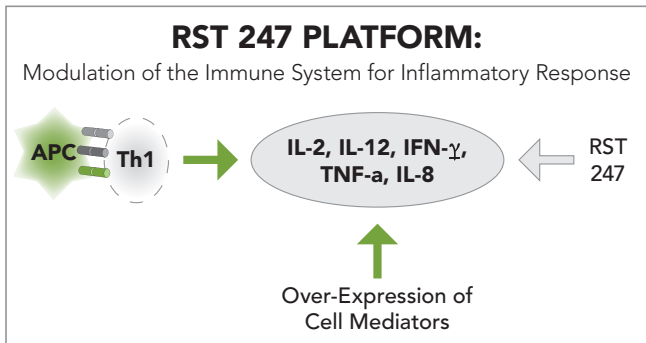 RST 247 PLATFORM:
Modulation of the Immune System for Inflammatory Response
APC
Th1
IL-2, IL-12, IFN-γ,
TNF-a, IL-8
RST
247
Over-Expression of
Cell Mediators